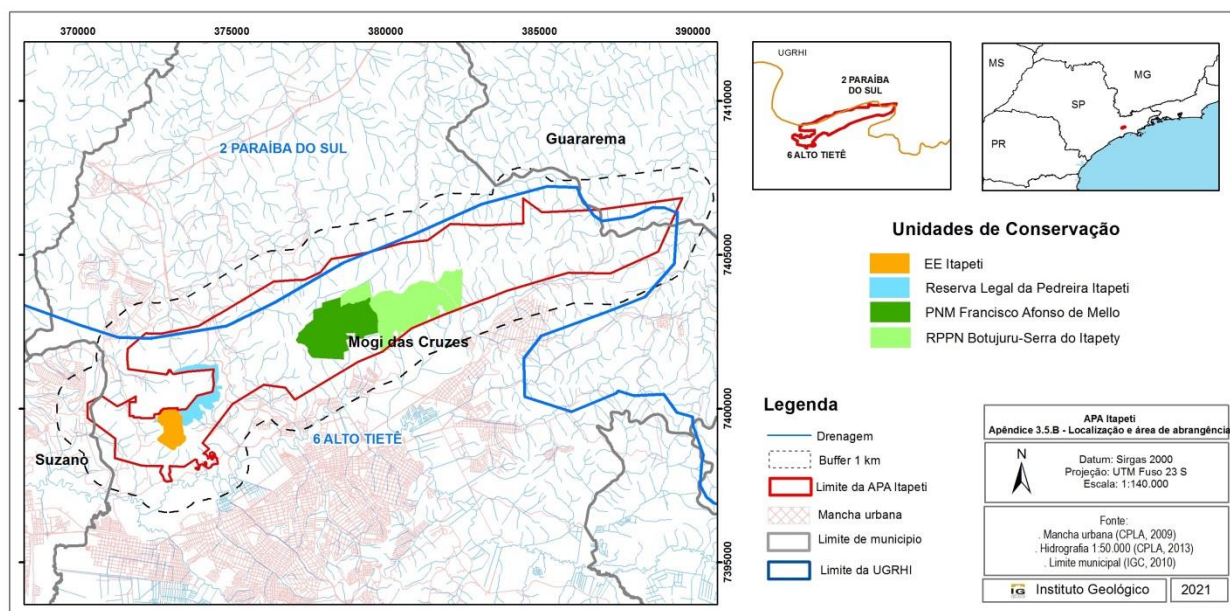 370000
375000
380000
385000
390000
7410000
7405000
7400000
7395000
2 PARAÍBA DO SUL
Guararema
Mogi das Cruzes
6 ALTO TIETÊ
Suzano
UGRHI
2 PARAÍBA
DO SUL
6 ALTO TIETÊ
MS
MG
SP
PR
Unidades de Conservação
EE Itapeti
Reserva Legal da Pedreira Itapeti
PNM Francisco Afonso de Mello
RPPN Botujuru-Serra do Itapety
Legenda
Drenagem
Buffer 1 km
Limite da APA Itapeti
Mancha urbana
Limite de municipio
Limite da UGRHI
APA Itapeti
Apêndice 3.5.B - Localização e área de abrangência
N
Datum: Sirgas 2000
Projeção: UTM Fuso 23 S
Escala: 1:140.000
Fonte:
. Mancha urbana (CPLA, 2009)
. Hidrografia 1:50.000 (CPLA, 2013)
. Limite municipal (IGC, 2010)
IG Instituto Geológico
2021